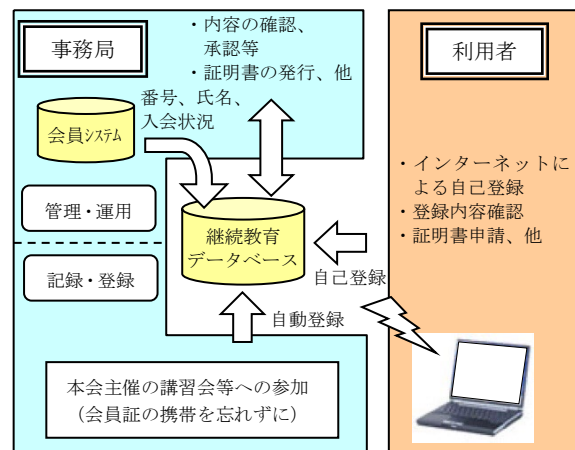 事務局
・内容の確認、
承認等
・証明書の発行、他
番号、氏名、
入会状況
会員ｼｽﾃﾑ
管理・運用
記録・登録
継続教育
データベース
自己登録
自動登録
本会主催の講習会等への参加
（会員証の携帯を忘れずに）
利用者
・インターネットに
よる自己登録
・登録内容確認
・証明書申請、他